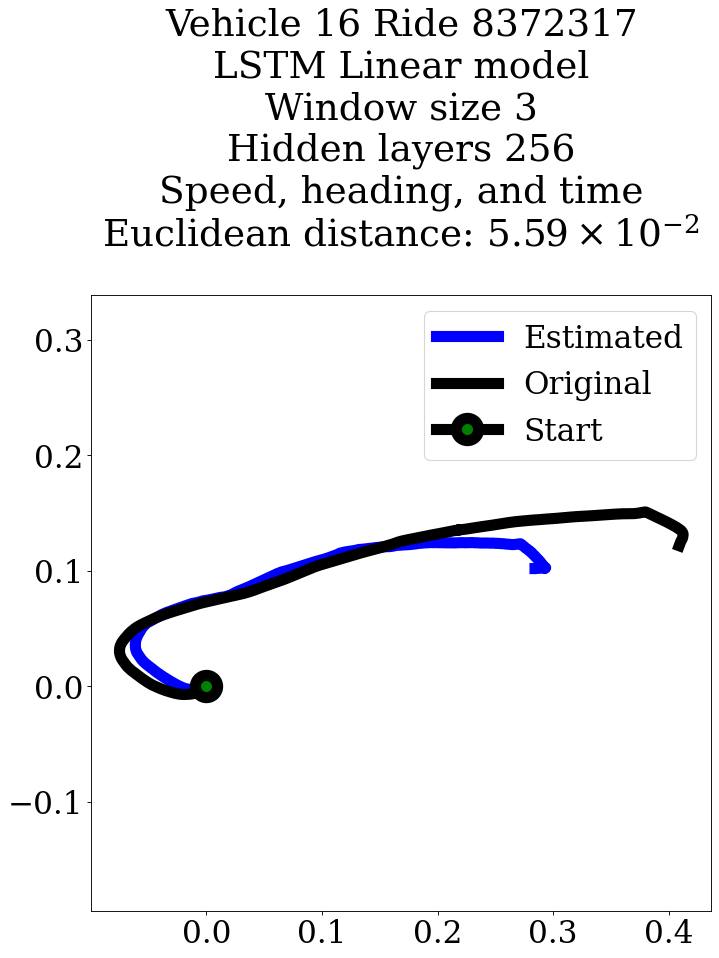 Vehicle 16 Ride 8372317
LSTM Linear model
Window size 3
Hidden layers 256
Speed, heading, and time
Euclidean distance: 5.59 × 10⁻²
Estimated
Original
Start
0.3
0.2
0.1
0.0
−0.1
0.0 0.1 0.2 0.3 0.4